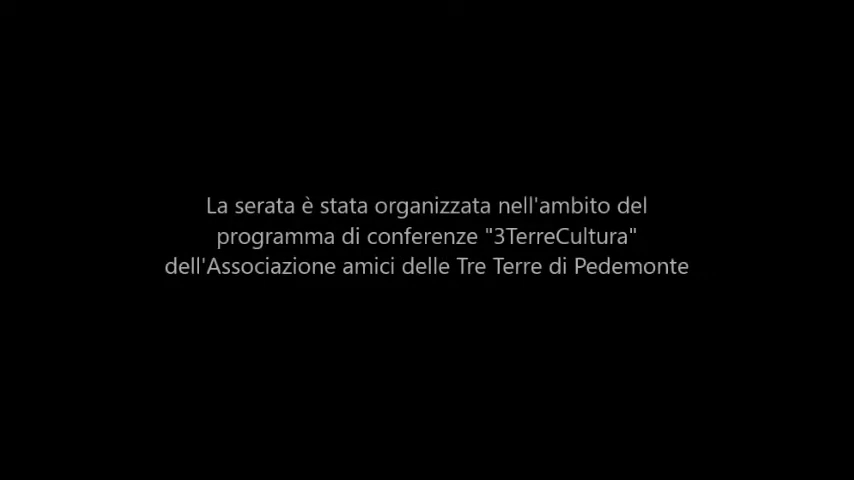 La serata è stata organizzata nell'ambito del
programma di conferenze "3TerreCultura"
dell'Associazione amici delle Tre Terre di Pedemonte